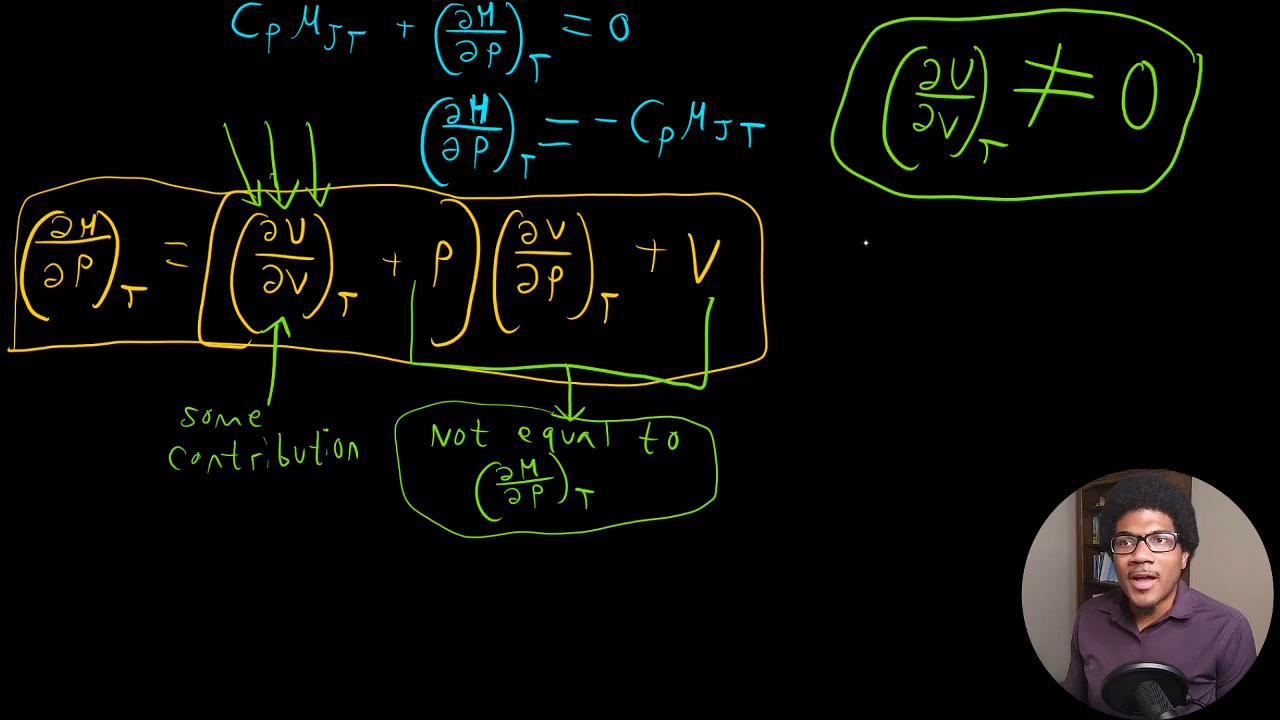 C_P μ_JT + (∂H/∂P)_T = 0
(∂H/∂P)_T = - C_P μ_JT
(∂U/∂V)_T ≠ 0
(∂H/∂P)_T = ((∂U/∂V)_T + P)(∂V/∂P)_T + V
some
contribution
Not equal to
(∂H/∂P)_T